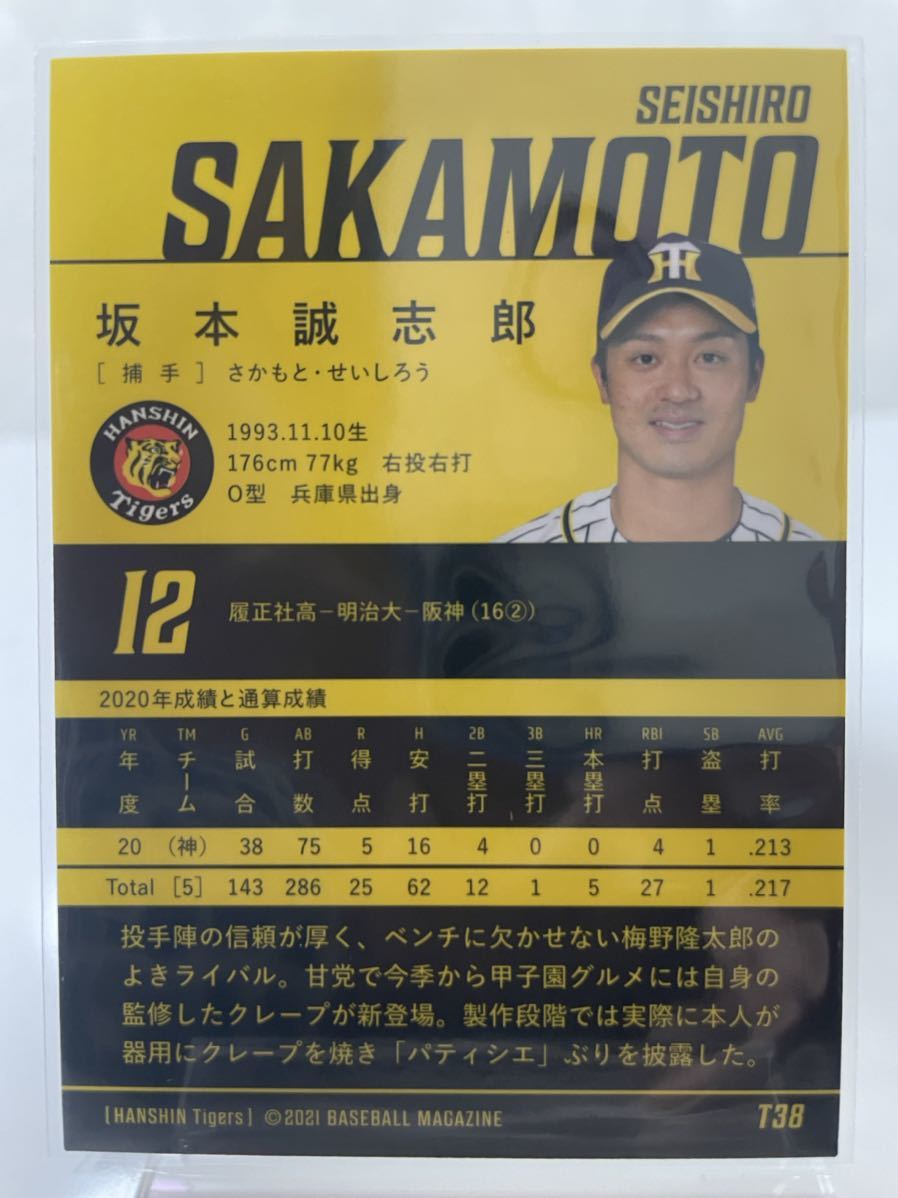 SEISHIRO
SAKAMOTO
坂本誠志郎
[捕手] さかもと・せいしろう
HANSHIN
Tigers
1993.11.10生
176cm 77kg 右投右打
O型 兵庫県出身
12
履正社高－明治大－阪神（16②）
2020年成績と通算成績
YR TM G AB R H 2B 3B HR RBI SB AVG
年度 チーム 試合 打数 得点 安打 二塁打 三塁打 本塁打 打点 盗塁 打率
20 （神） 38 75 5 16 4 0 0 4 1 .213
Total [5] 143 286 25 62 12 1 5 27 1 .217
投手陣の信頼が厚く、ベンチに欠かせない梅野隆太郎の
よきライバル。甘党で今季から甲子園グルメには自身の
監修したクレープが新登場。製作段階では実際に本人が
器用にクレープを焼き「パティシエ」ぶりを披露した。
[HANSHIN Tigers] ©2021 BASEBALL MAGAZINE
T38